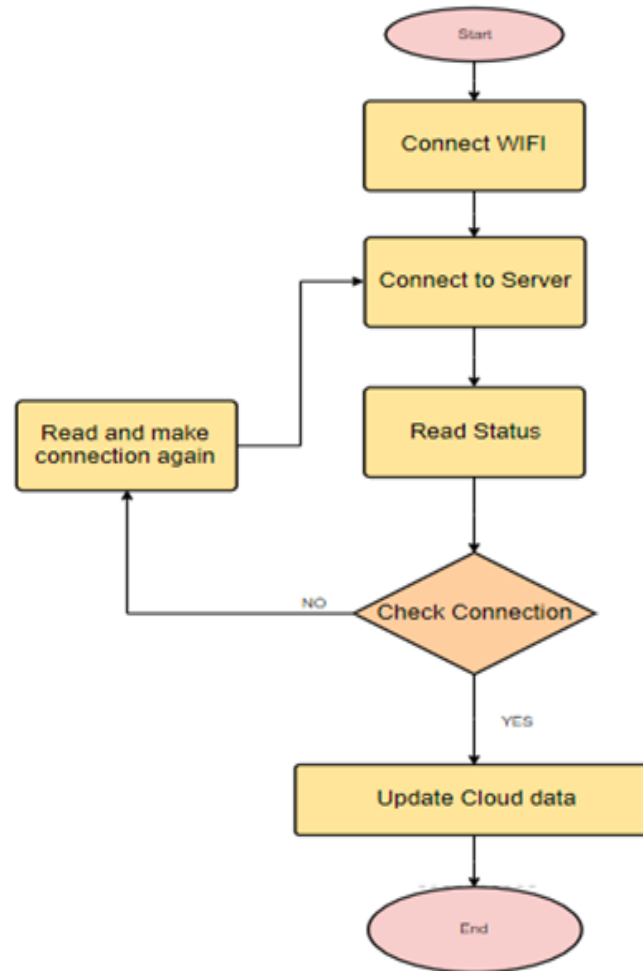 Start
Connect WIFI
Connect to Server
Read and make
connection again
Read Status
NO
Check Connection
YES
Update Cloud data
End